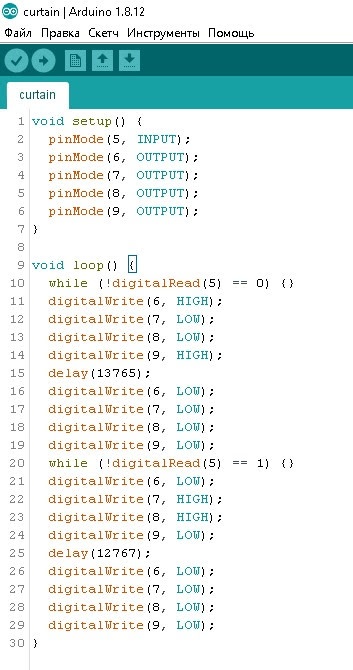 curtain | Arduino 1.8.12
Файл Правка Скетч Инструменты Помощь
curtain
1 void setup() {
2 pinMode(5, INPUT);
3 pinMode(6, OUTPUT);
4 pinMode(7, OUTPUT);
5 pinMode(8, OUTPUT);
6 pinMode(9, OUTPUT);
7 }
8
9 void loop() {
10 while (!digitalRead(5) == 0) {}
11 digitalWrite(6, HIGH);
12 digitalWrite(7, LOW);
13 digitalWrite(8, LOW);
14 digitalWrite(9, HIGH);
15 delay(13765);
16 digitalWrite(6, LOW);
17 digitalWrite(7, LOW);
18 digitalWrite(8, LOW);
19 digitalWrite(9, LOW);
20 while (!digitalRead(5) == 1) {}
21 digitalWrite(6, LOW);
22 digitalWrite(7, HIGH);
23 digitalWrite(8, HIGH);
24 digitalWrite(9, LOW);
25 delay(12767);
26 digitalWrite(6, LOW);
27 digitalWrite(7, LOW);
28 digitalWrite(8, LOW);
29 digitalWrite(9, LOW);
30 }